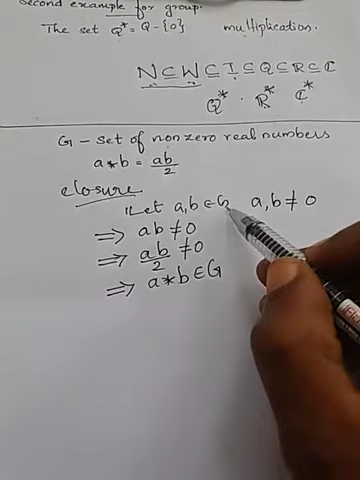 Second example for group.
The set Q* = Q - {0} multiplication.
N ⊆ W ⊆ I ⊆ Q ⊆ R ⊆ C
Q* . R* C*
G - set of nonzero real numbers
a * b = ab/2
closure
Let a, b ∈ G a, b ≠ 0
⇒ ab ≠ 0
⇒ ab/2 ≠ 0
⇒ a * b ∈ G